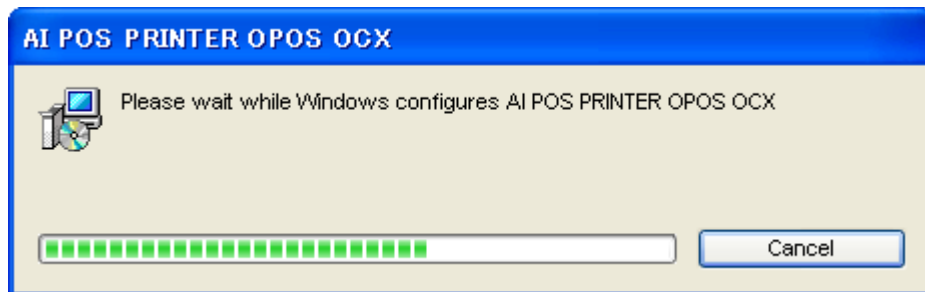 AI POS PRINTER OPOS OCX
Please wait while Windows configures AI POS PRINTER OPOS OCX
Cancel